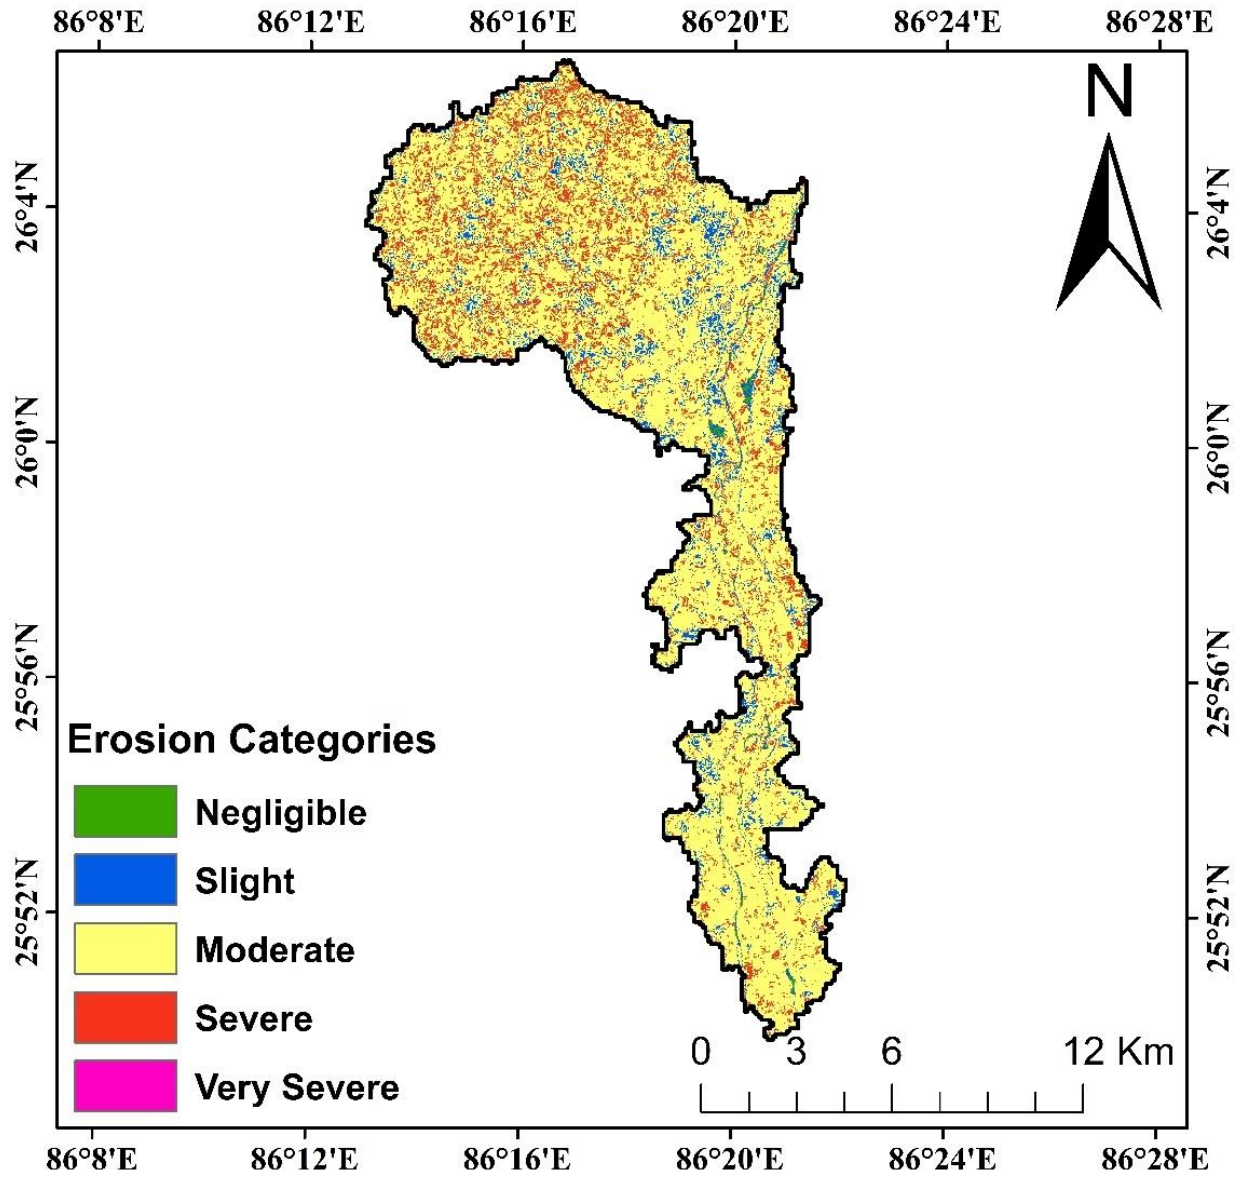 86°8'E 86°12'E 86°16'E 86°20'E 86°24'E 86°28'E
N
26°4'N 26°4'N
26°0'N 26°0'N
25°56'N 25°56'N
Erosion Categories
Negligible
Slight
25°52'N 25°52'N
Moderate
Severe
0 3 6 12 Km
Very Severe
86°8'E 86°12'E 86°16'E 86°20'E 86°24'E 86°28'E